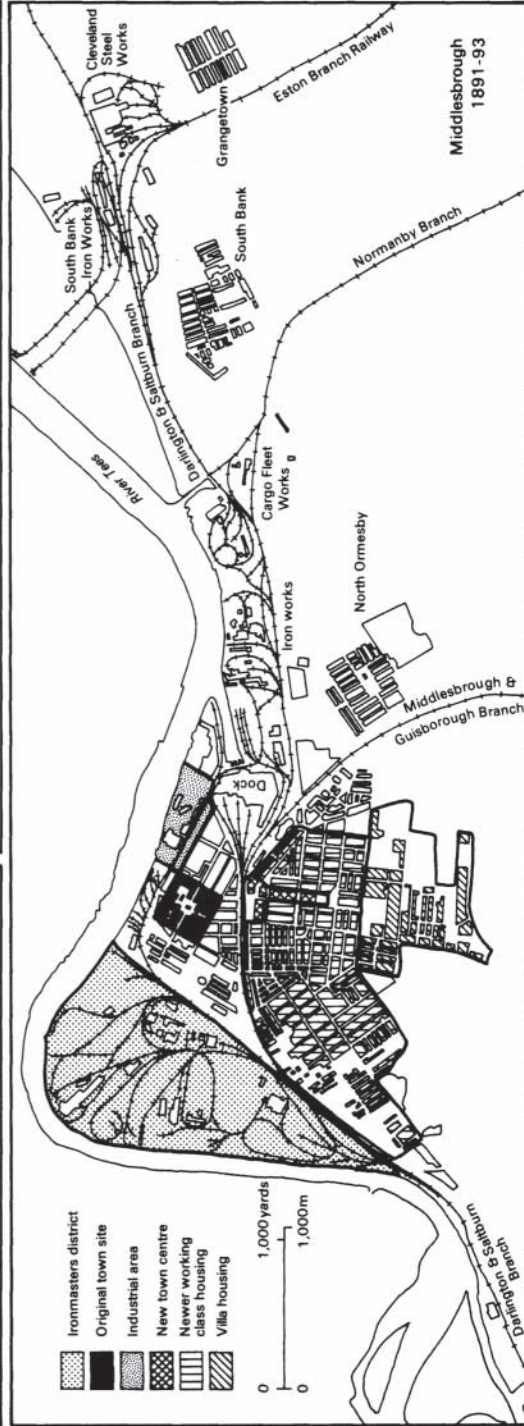 Middlesbrough
1891-93
Cleveland
Steel
Works
South Bank
Iron Works
Grangetown
Eston Branch Railway
South Bank
Normanby Branch
Darlington & Saltburn Branch
River Tees
Cargo Fleet
Works
Iron works
North Ormesby
Middlesbrough &
Guisborough Branch
Dock
Darlington & Saltburn
Branch
Ironmasters district
Original town site
Industrial area
New town centre
Newer working
class housing
Villa housing
0 1,000 yards
0 1,000m